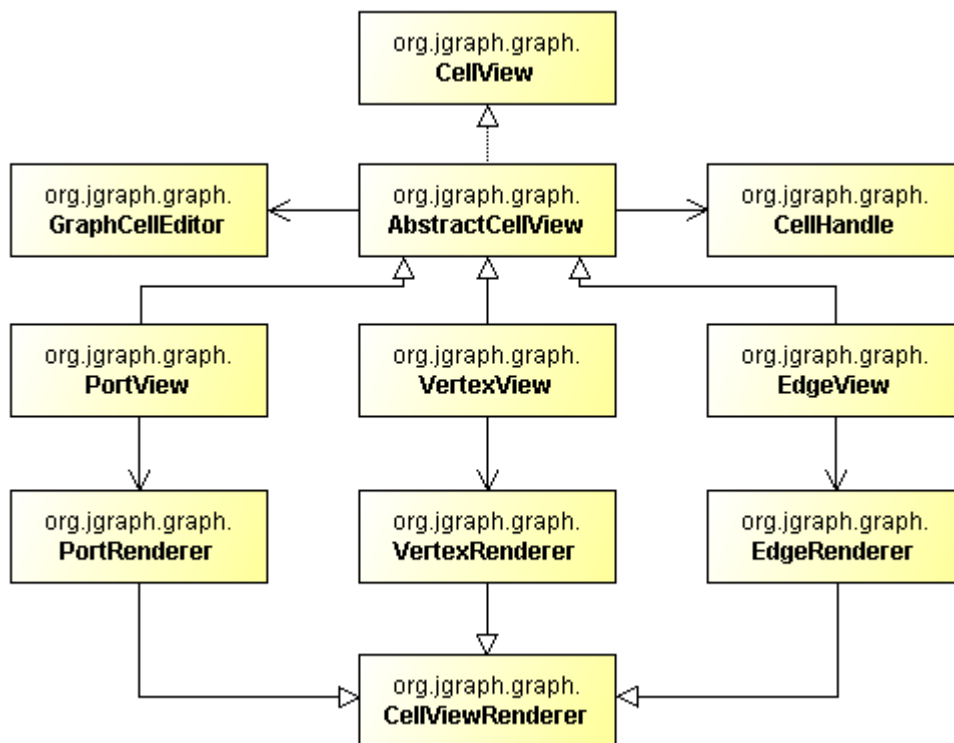 org.jgraph.graph.
CellView
org.jgraph.graph.
GraphCellEditor
org.jgraph.graph.
AbstractCellView
org.jgraph.graph.
CellHandle
org.jgraph.graph.
PortView
org.jgraph.graph.
VertexView
org.jgraph.graph.
EdgeView
org.jgraph.graph.
PortRenderer
org.jgraph.graph.
VertexRenderer
org.jgraph.graph.
EdgeRenderer
org.jgraph.graph.
CellViewRenderer